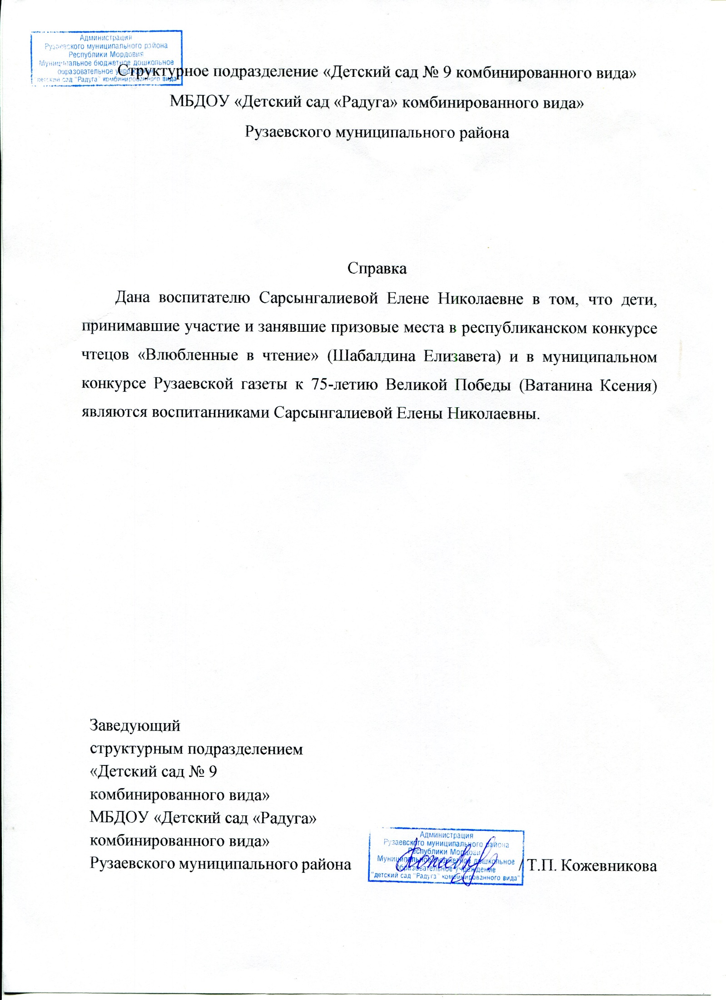 Администрация
Рузаевского муниципального района
Республики Мордовия
Муниципальное бюджетное дошкольное
образовательное учреждение
детский сад "Радуга" комбинированного вида
Структурное подразделение «Детский сад № 9 комбинированного вида»
МБДОУ «Детский сад «Радуга» комбинированного вида»
Рузаевского муниципального района
Справка
Дана воспитателю Сарсынгалиевой Елене Николаевне в том, что дети,
принимавшие участие и занявшие призовые места в республиканском конкурсе
чтецов «Влюбленные в чтение» (Шабалдина Елизавета) и в муниципальном
конкурсе Рузаевской газеты к 75-летию Великой Победы (Ватанина Ксения)
являются воспитанниками Сарсынгалиевой Елены Николаевны.
Заведующий
структурным подразделением
«Детский сад № 9
комбинированного вида»
МБДОУ «Детский сад «Радуга»
комбинированного вида»
Рузаевского муниципального района / Т.П. Кожевникова
Администрация
Рузаевского муниципального района
Республики Мордовия
Муниципальное бюджетное дошкольное
образовательное учреждение
"детский сад "Радуга" комбинированного вида"